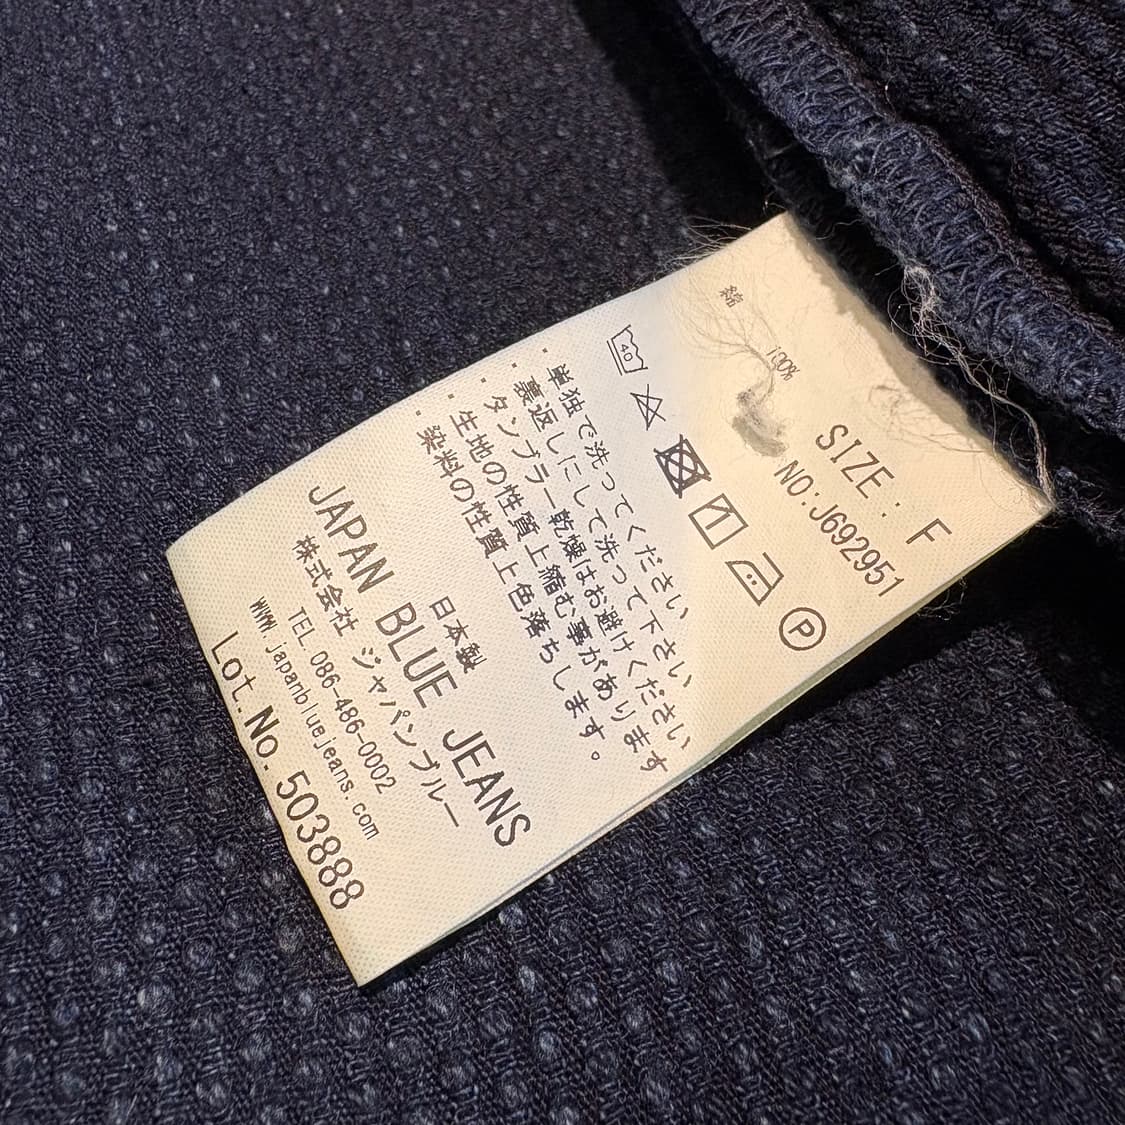 SIZE : F
NO:J692951
綿 100%
40
P
・単独で洗ってください
・裏返しにして洗って下さい
・タンブラー乾燥はお避けください
・生地の性質上縮む事があります
・染料の性質上色落ちします。
日本製
JAPAN BLUE JEANS
株式会社 ジャパンブルー
TEL 086-486-0002
www.japanbluejeans.com
Lot.No.503888